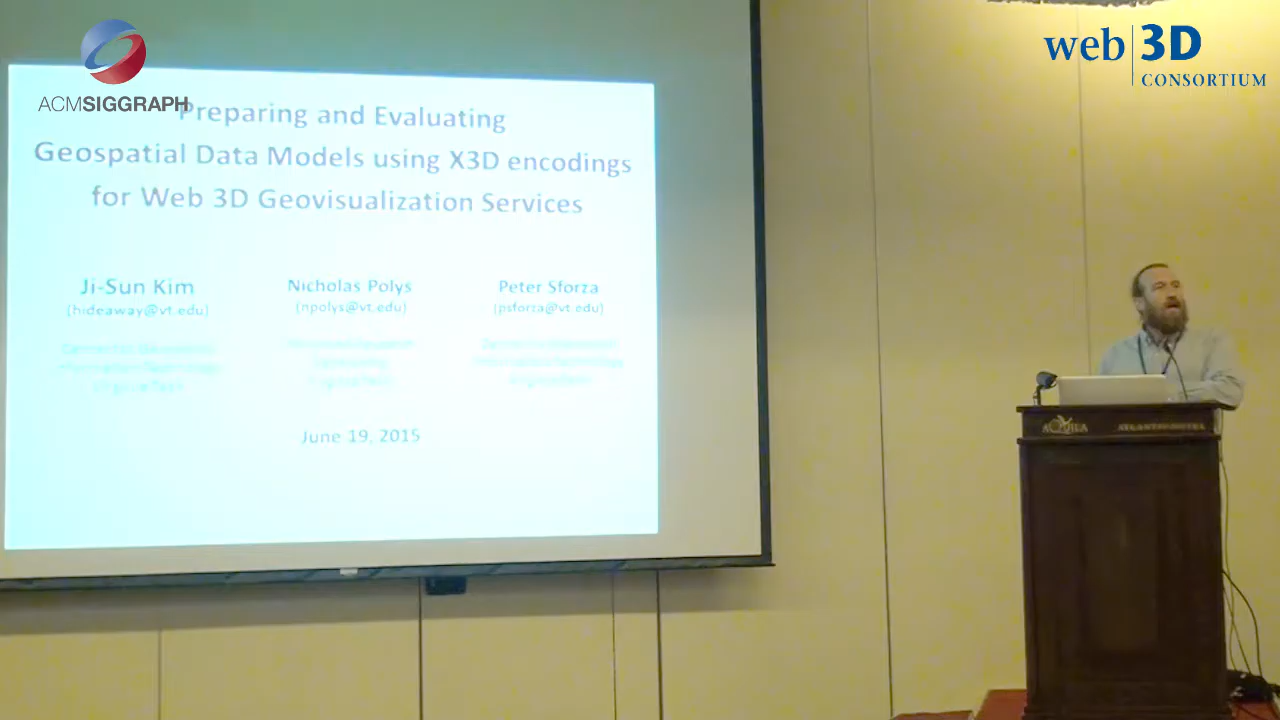 ACMSIGGRAPH
web 3D
CONSORTIUM
Preparing and Evaluating
Geospatial Data Models using X3D encodings
for Web 3D Geovisualization Services
Ji-Sun Kim
(hideaway@vt.edu)
Nicholas Polys
(npolys@vt.edu)
Peter Sforza
(psforza@vt.edu)
June 19, 2015